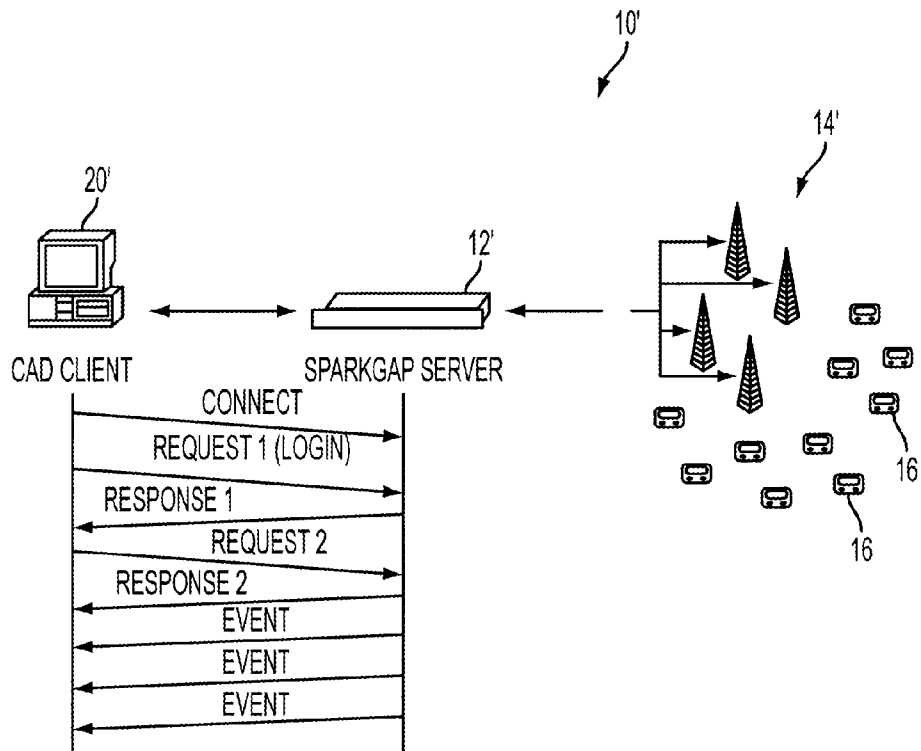 10'
14'
20'
12'
CAD CLIENT
SPARKGAP SERVER
CONNECT
REQUEST 1 (LOGIN)
RESPONSE 1
REQUEST 2
RESPONSE 2
EVENT
EVENT
EVENT
16
16